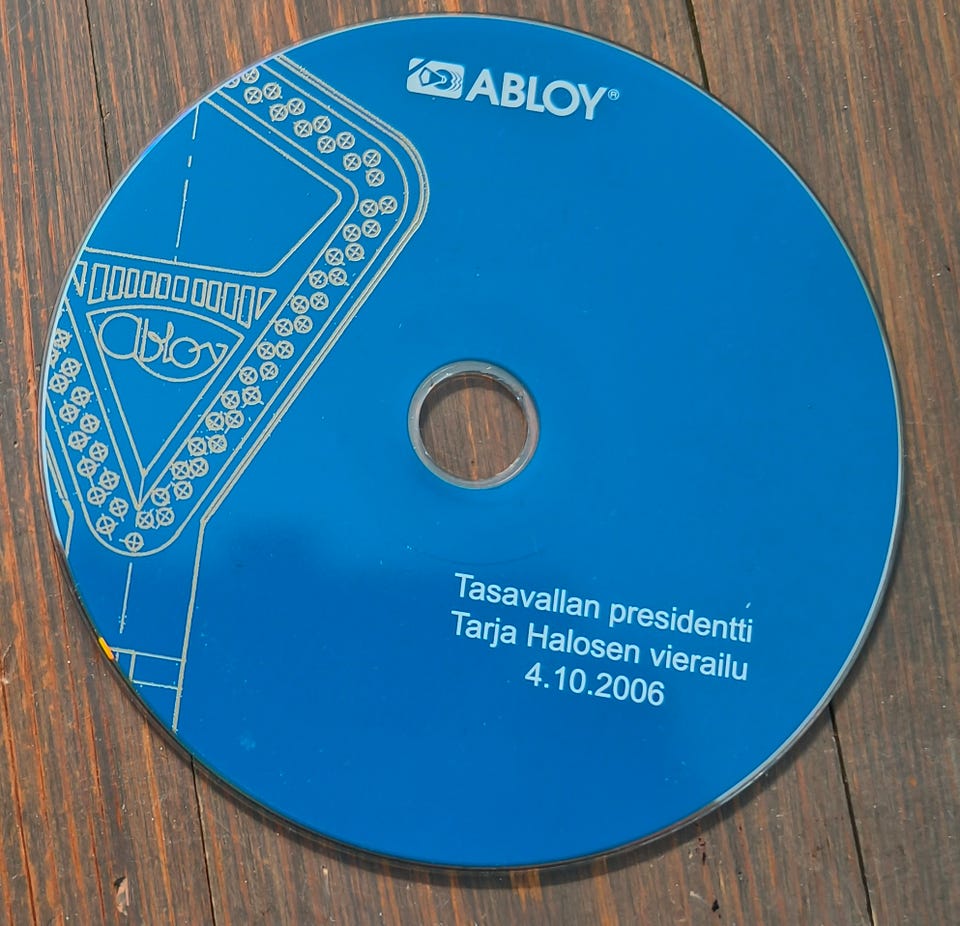 ABLOY®
abloy
Tasavallan presidentti
Tarja Halosen vierailu
4.10.2006